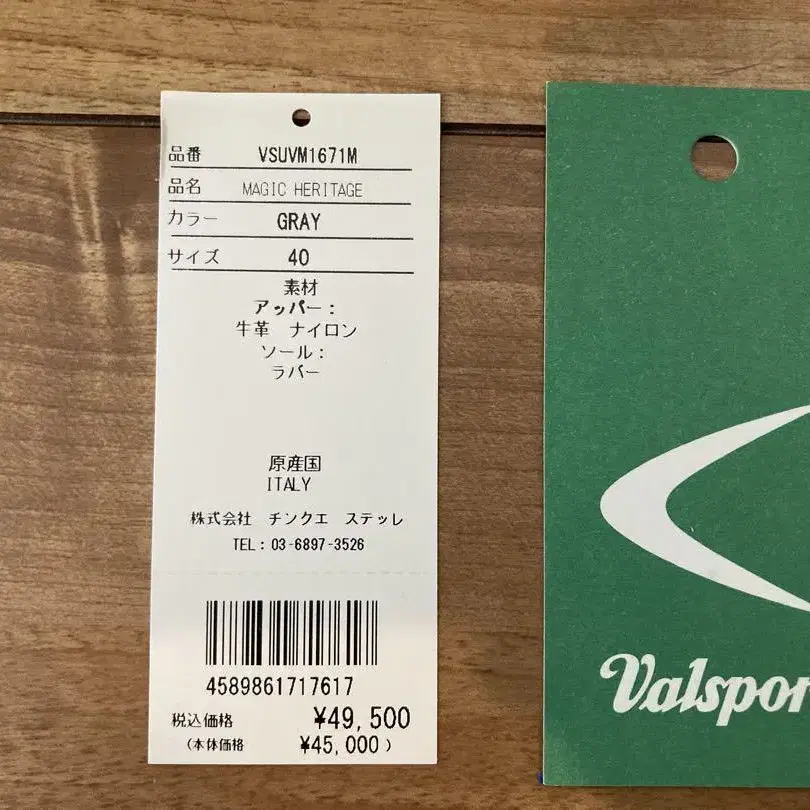 品番 VSUVM1671M
品名 MAGIC HERITAGE
カラー GRAY
サイズ 40
素材
アッパー：
牛革 ナイロン
ソール：
ラバー
原産国
ITALY
株式会社 チンクエ ステッレ
TEL：03-6897-3526
4589861717617
税込価格 ¥49,500
（本体価格 ¥45,000）
Valspor